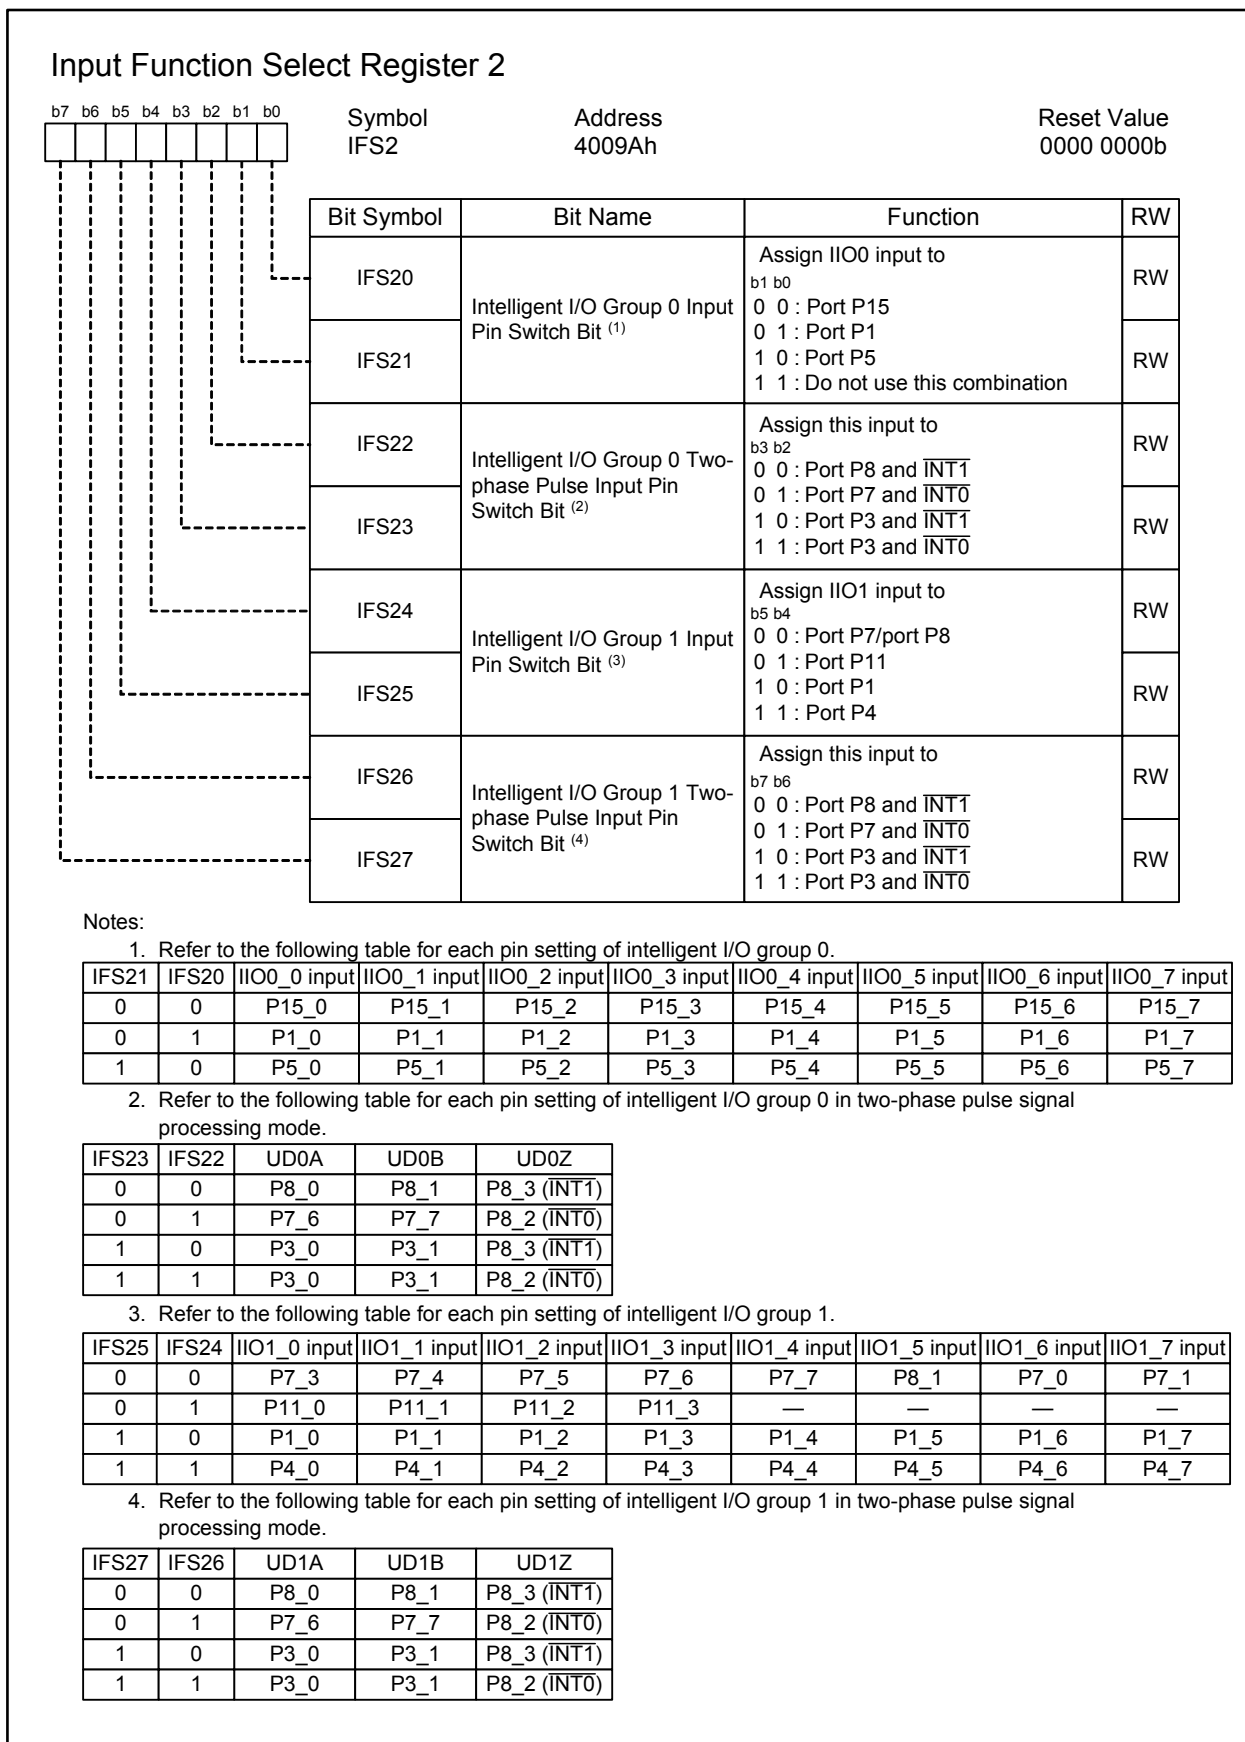 Input Function Select Register 2
b7 b6 b5 b4 b3 b2 b1 b0
Symbol Address Reset Value
IFS2 4009Ah 0000 0000b
Bit Symbol Bit Name Function RW
IFS20 Intelligent I/O Group 0 Input Pin Switch Bit (1) RW
Assign IIO0 input to
b1 b0
0 0 : Port P15
0 1 : Port P1
1 0 : Port P5
1 1 : Do not use this combination
IFS21 RW
IFS22 Intelligent I/O Group 0 Two-phase Pulse Input Pin Switch Bit (2) RW
Assign this input to
b3 b2
0 0 : Port P8 and I̅N̅T̅1̅
0 1 : Port P7 and I̅N̅T̅0̅
1 0 : Port P3 and I̅N̅T̅1̅
1 1 : Port P3 and I̅N̅T̅0̅
IFS23 RW
IFS24 Intelligent I/O Group 1 Input Pin Switch Bit (3) RW
Assign IIO1 input to
b5 b4
0 0 : Port P7/port P8
0 1 : Port P11
1 0 : Port P1
1 1 : Port P4
IFS25 RW
IFS26 Intelligent I/O Group 1 Two-phase Pulse Input Pin Switch Bit (4) RW
Assign this input to
b7 b6
0 0 : Port P8 and I̅N̅T̅1̅
0 1 : Port P7 and I̅N̅T̅0̅
1 0 : Port P3 and I̅N̅T̅1̅
1 1 : Port P3 and I̅N̅T̅0̅
IFS27 RW
Notes:
1. Refer to the following table for each pin setting of intelligent I/O group 0.
IFS21 IFS20 IIO0_0 input IIO0_1 input IIO0_2 input IIO0_3 input IIO0_4 input IIO0_5 input IIO0_6 input IIO0_7 input
0 0 P15_0 P15_1 P15_2 P15_3 P15_4 P15_5 P15_6 P15_7
0 1 P1_0 P1_1 P1_2 P1_3 P1_4 P1_5 P1_6 P1_7
1 0 P5_0 P5_1 P5_2 P5_3 P5_4 P5_5 P5_6 P5_7
2. Refer to the following table for each pin setting of intelligent I/O group 0 in two-phase pulse signal
processing mode.
IFS23 IFS22 UD0A UD0B UD0Z
0 0 P8_0 P8_1 P8_3 (I̅N̅T̅1̅)
0 1 P7_6 P7_7 P8_2 (I̅N̅T̅0̅)
1 0 P3_0 P3_1 P8_3 (I̅N̅T̅1̅)
1 1 P3_0 P3_1 P8_2 (I̅N̅T̅0̅)
3. Refer to the following table for each pin setting of intelligent I/O group 1.
IFS25 IFS24 IIO1_0 input IIO1_1 input IIO1_2 input IIO1_3 input IIO1_4 input IIO1_5 input IIO1_6 input IIO1_7 input
0 0 P7_3 P7_4 P7_5 P7_6 P7_7 P8_1 P7_0 P7_1
0 1 P11_0 P11_1 P11_2 P11_3 — — — —
1 0 P1_0 P1_1 P1_2 P1_3 P1_4 P1_5 P1_6 P1_7
1 1 P4_0 P4_1 P4_2 P4_3 P4_4 P4_5 P4_6 P4_7
4. Refer to the following table for each pin setting of intelligent I/O group 1 in two-phase pulse signal
processing mode.
IFS27 IFS26 UD1A UD1B UD1Z
0 0 P8_0 P8_1 P8_3 (I̅N̅T̅1̅)
0 1 P7_6 P7_7 P8_2 (I̅N̅T̅0̅)
1 0 P3_0 P3_1 P8_3 (I̅N̅T̅1̅)
1 1 P3_0 P3_1 P8_2 (I̅N̅T̅0̅)